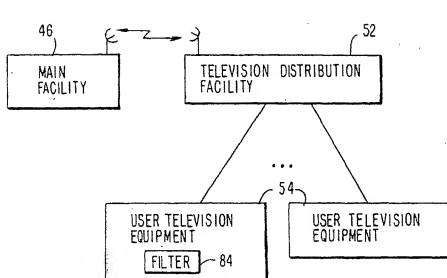 46
52
MAIN
FACILITY
TELEVISION DISTRIBUTION
FACILITY
...
54
USER TELEVISION
EQUIPMENT
FILTER
84
USER TELEVISION
EQUIPMENT